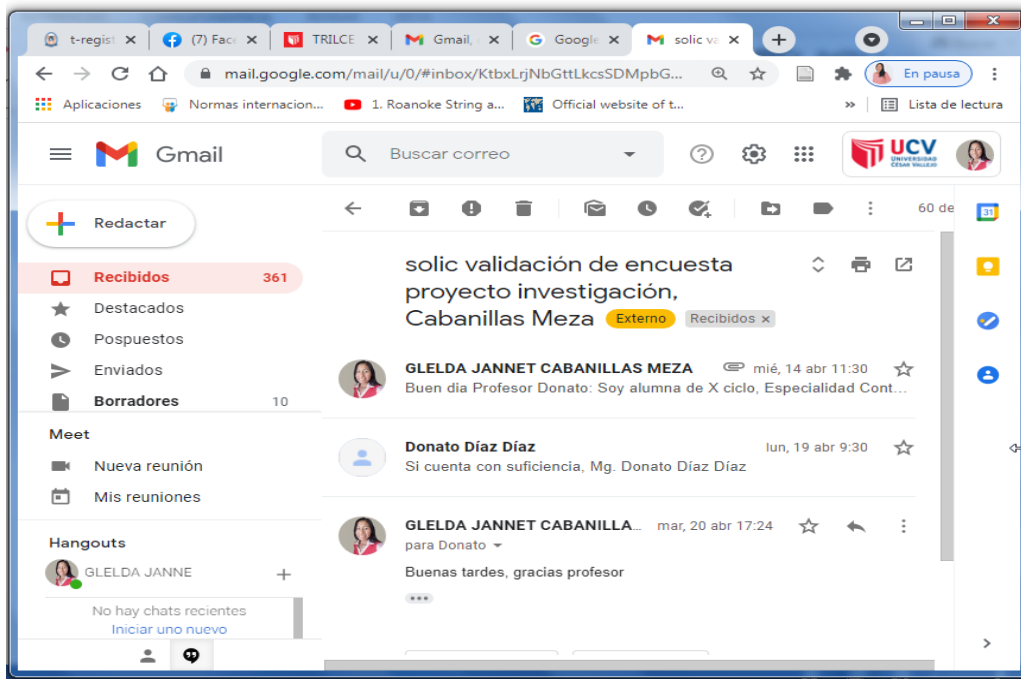 t-regist
(7) Face
TRILCE
Gmail,
Google
solic va
mail.google.com/mail/u/0/#inbox/KtbxLrjNbGttLkcsSDMpbG...
En pausa
Aplicaciones
Normas internacion...
1. Roanoke String a...
Official website of t...
»
Lista de lectura
Gmail
Buscar correo
UCV
UNIVERSIDAD
CÉSAR VALLEJO
Redactar
60 de
31
Recibidos 361
Destacados
Pospuestos
Enviados
Borradores 10
Meet
Nueva reunión
Mis reuniones
Hangouts
GLELDA JANNE
No hay chats recientes
Iniciar uno nuevo
solic validación de encuesta
proyecto investigación,
Cabanillas Meza Externo Recibidos x
GLELDA JANNET CABANILLAS MEZA mié, 14 abr 11:30
Buen dia Profesor Donato: Soy alumna de X ciclo, Especialidad Cont...
Donato Díaz Díaz lun, 19 abr 9:30
Si cuenta con suficiencia, Mg. Donato Díaz Díaz
GLELDA JANNET CABANILLA... mar, 20 abr 17:24
para Donato
Buenas tardes, gracias profesor